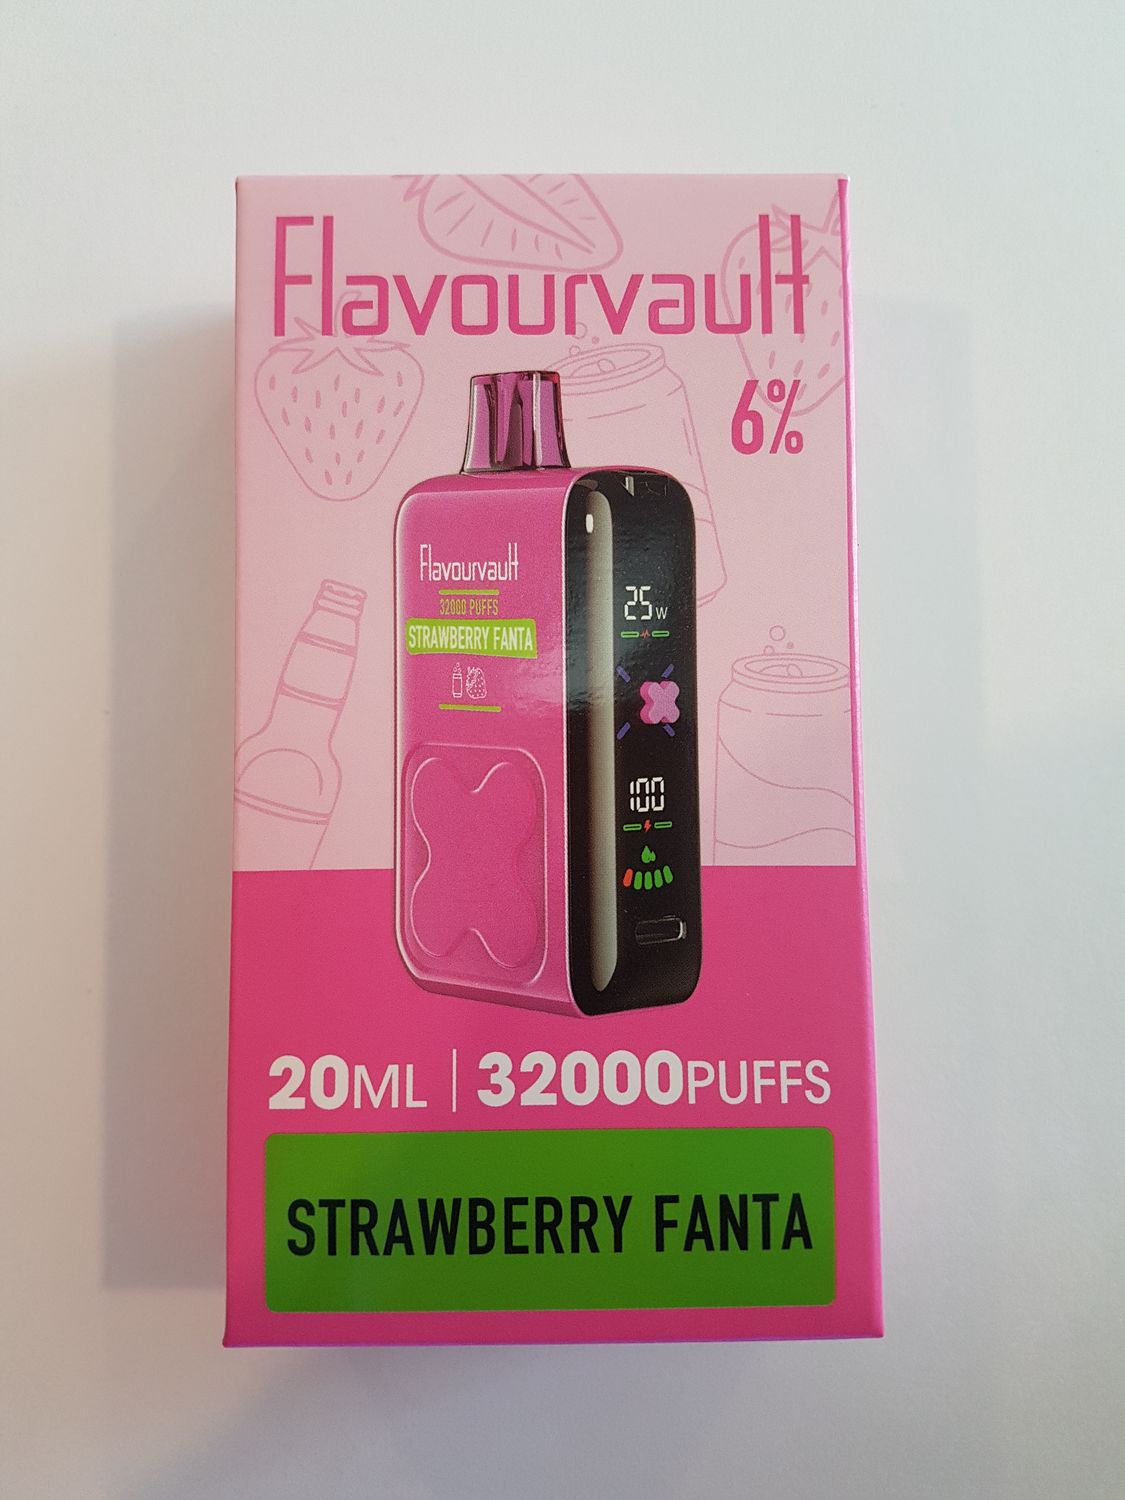 Flavourvault
6%
Flavourvault
32000 PUFFS
STRAWBERRY FANTA
25W
100
20ML | 32000PUFFS
STRAWBERRY FANTA